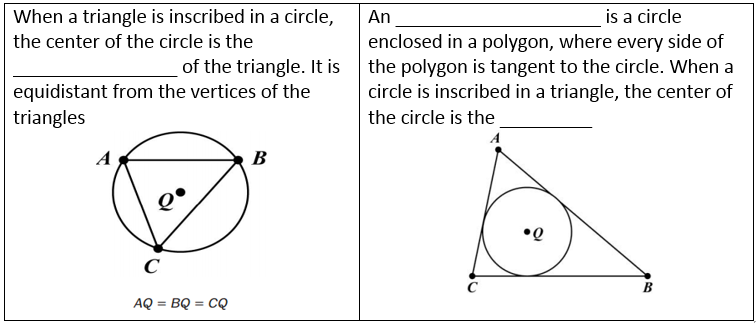 When a triangle is inscribed in a circle,
the center of the circle is the
__________________ of the triangle. It is
equidistant from the vertices of the
triangles
A
B
Q
C
AQ = BQ = CQ
An ______________________ is a circle
enclosed in a polygon, where every side of
the polygon is tangent to the circle. When a
circle is inscribed in a triangle, the center of
the circle is the __________
A
Q
C
B